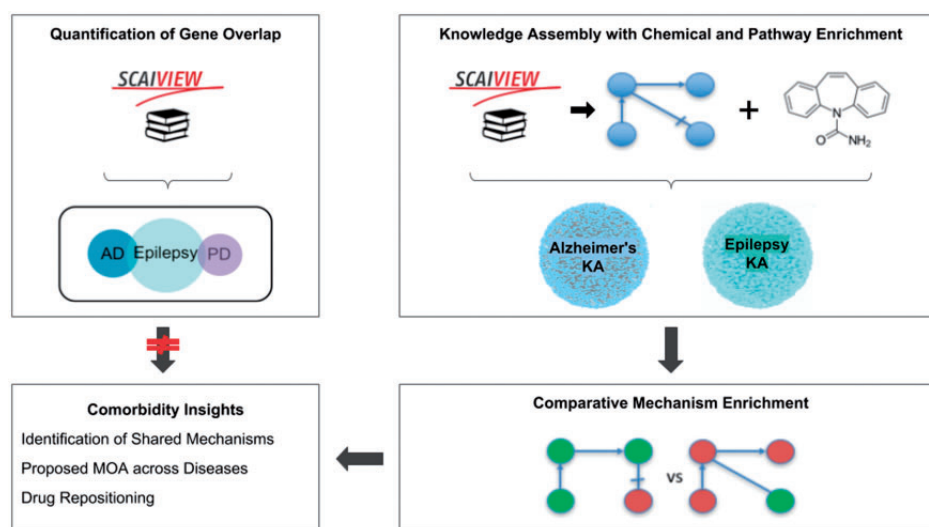 Quantification of Gene Overlap
SCAIVIEW
AD
Epilepsy
PD
Knowledge Assembly with Chemical and Pathway Enrichment
SCAIVIEW
+
N
O
NH2
Alzheimer's
KA
Epilepsy
KA
Comorbidity Insights
Identification of Shared Mechanisms
Proposed MOA across Diseases
Drug Repositioning
Comparative Mechanism Enrichment
VS